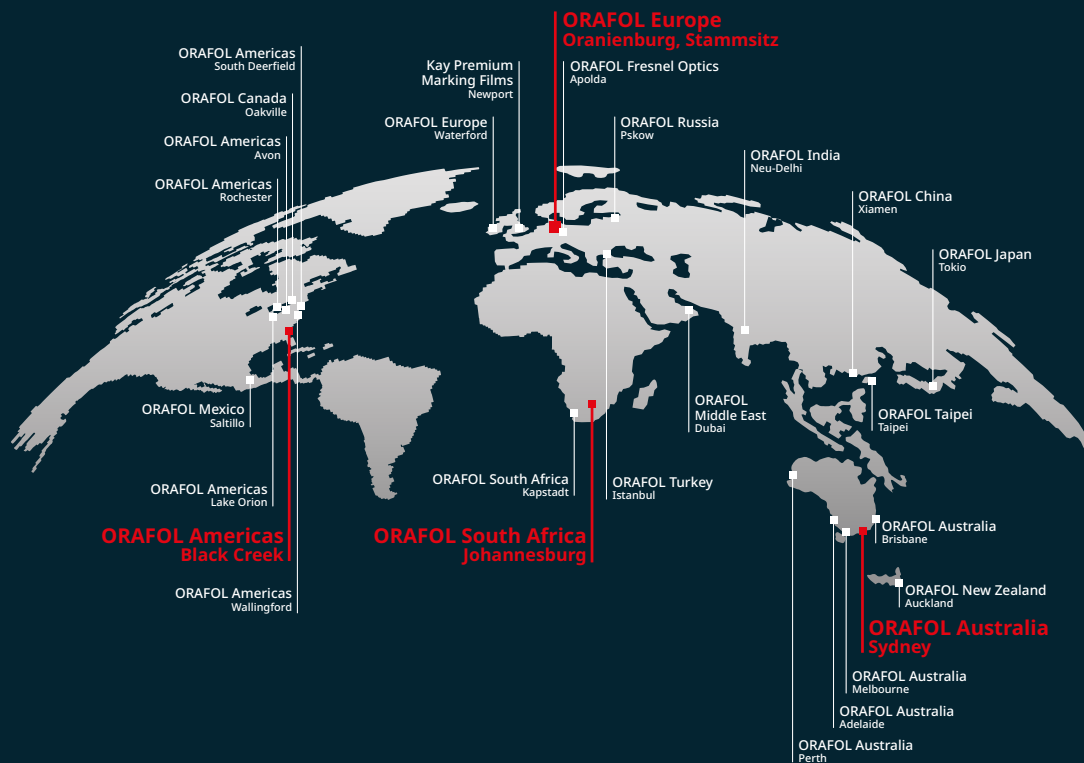 ORAFOL Europe
Oranienburg, Stammsitz
ORAFOL Americas
South Deerfield
Kay Premium
Marking Films
Newport
ORAFOL Fresnel Optics
Apolda
ORAFOL Canada
Oakville
ORAFOL Europe
Waterford
ORAFOL Russia
Pskow
ORAFOL Americas
Avon
ORAFOL India
Neu-Delhi
ORAFOL Americas
Rochester
ORAFOL China
Xiamen
ORAFOL Japan
Tokio
ORAFOL Mexico
Saltillo
ORAFOL
Middle East
Dubai
ORAFOL Taipei
Taipei
ORAFOL Americas
Lake Orion
ORAFOL South Africa
Kapstadt
ORAFOL Turkey
Istanbul
ORAFOL Americas
Black Creek
ORAFOL South Africa
Johannesburg
ORAFOL Australia
Brisbane
ORAFOL Americas
Wallingford
ORAFOL New Zealand
Auckland
ORAFOL Australia
Sydney
ORAFOL Australia
Melbourne
ORAFOL Australia
Adelaide
ORAFOL Australia
Perth